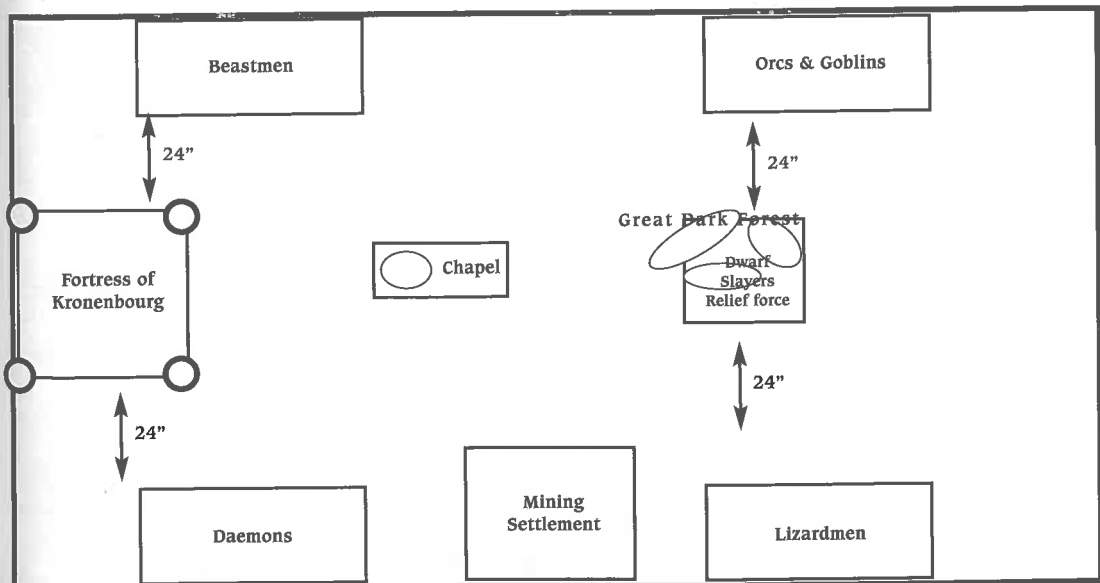 Beastmen
Orcs & Goblins
24”
24”
Great Dark Forest
Fortress of
Kronenbourg
Chapel
Dwarf
Slayers
Relief force
24”
24”
Mining
Settlement
Daemons
Lizardmen